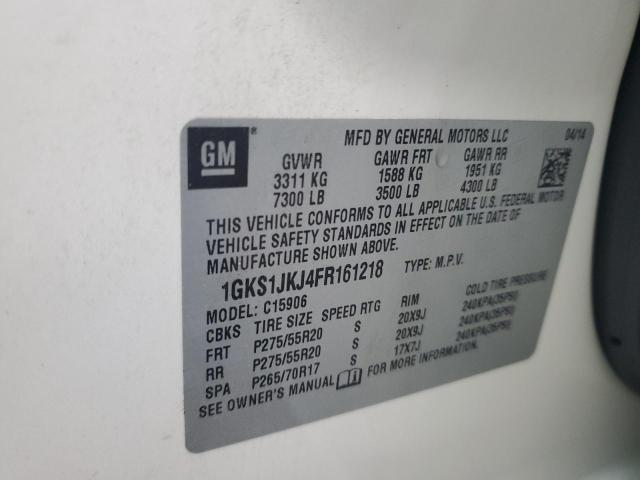 GM®
MFD BY GENERAL MOTORS LLC 04/14
GVWR GAWR FRT GAWR RR
3311 KG 1588 KG 1951 KG
7300 LB 3500 LB 4300 LB
THIS VEHICLE CONFORMS TO ALL APPLICABLE U.S. FEDERAL MOTOR
VEHICLE SAFETY STANDARDS IN EFFECT ON THE DATE OF
MANUFACTURE SHOWN ABOVE.
1GKS1JKJ4FR161218 TYPE: M.P.V.
MODEL: C15906
CBKS TIRE SIZE SPEED RTG RIM COLD TIRE PRESSURE
FRT P275/55R20 S 20X9J 240KPA(35PSI)
RR P275/55R20 S 20X9J 240KPA(35PSI)
SPA P265/70R17 S 17X7J 240KPA(35PSI)
SEE OWNER'S MANUAL FOR MORE INFORMATION.